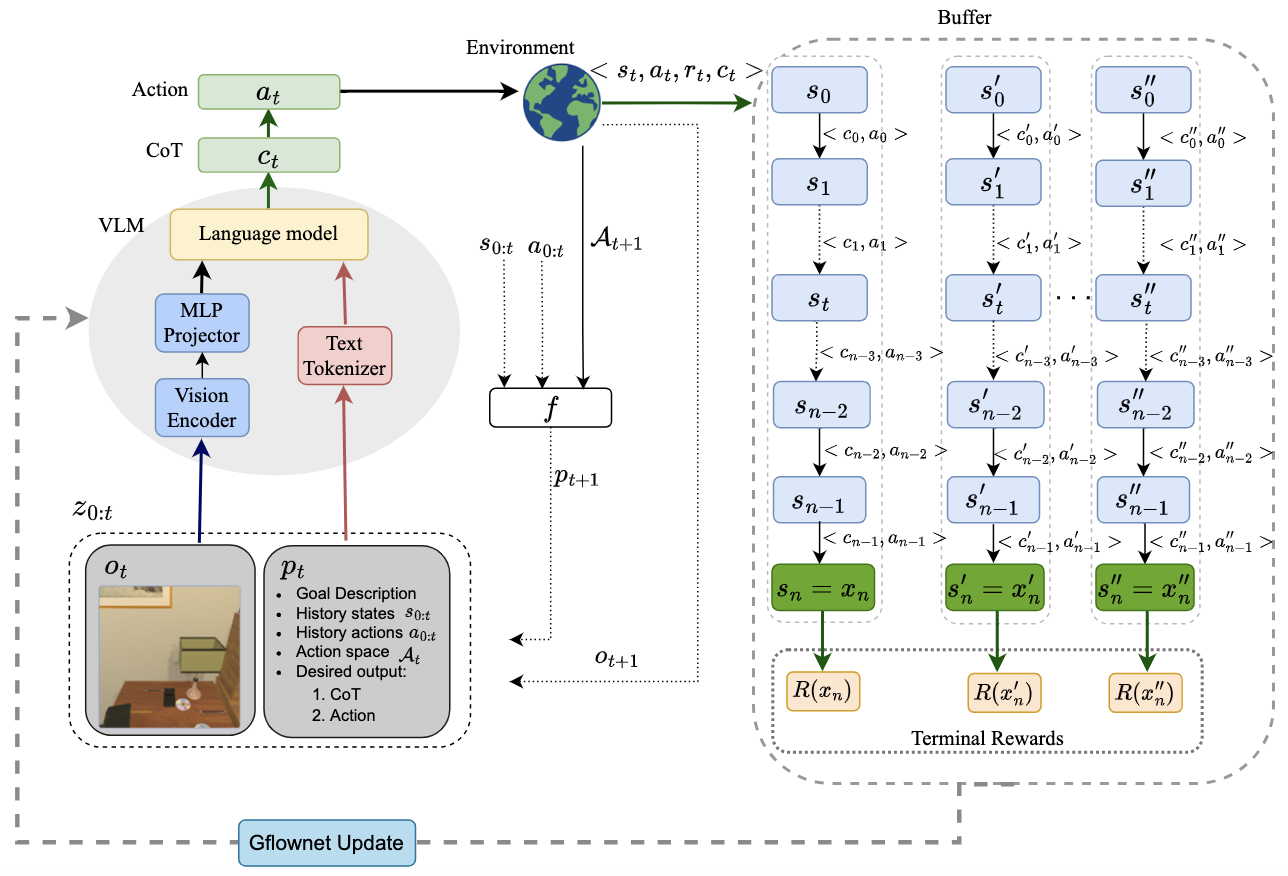 Buffer
Environment
< s_t, a_t, r_t, c_t >
Action
a_t
CoT
c_t
VLM
Language model
MLP
Projector
Vision
Encoder
Text
Tokenizer
z_{0:t}
o_t
p_t
• Goal Description
• History states s_{0:t}
• History actions a_{0:t}
• Action space 𝒜_t
• Desired output:
1. CoT
2. Action
s_{0:t}
a_{0:t}
𝒜_{t+1}
f
p_{t+1}
o_{t+1}
s_0
< c_0, a_0 >
s_1
< c_1, a_1 >
s_t
< c_{n-3}, a_{n-3} >
s_{n-2}
< c_{n-2}, a_{n-2} >
s_{n-1}
< c_{n-1}, a_{n-1} >
s_n = x_n
R(x_n)
s'_0
< c'_0, a'_0 >
s'_1
< c'_1, a'_1 >
s'_t
< c'_{n-3}, a'_{n-3} >
s'_{n-2}
< c'_{n-2}, a'_{n-2} >
s'_{n-1}
< c'_{n-1}, a'_{n-1} >
s'_n = x'_n
R(x'_n)
· · ·
s''_0
< c''_0, a''_0 >
s''_1
< c''_1, a''_1 >
s''_t
< c''_{n-3}, a''_{n-3} >
s''_{n-2}
< c''_{n-2}, a''_{n-2} >
s''_{n-1}
< c''_{n-1}, a''_{n-1} >
s''_n = x''_n
R(x''_n)
Terminal Rewards
Gflownet Update